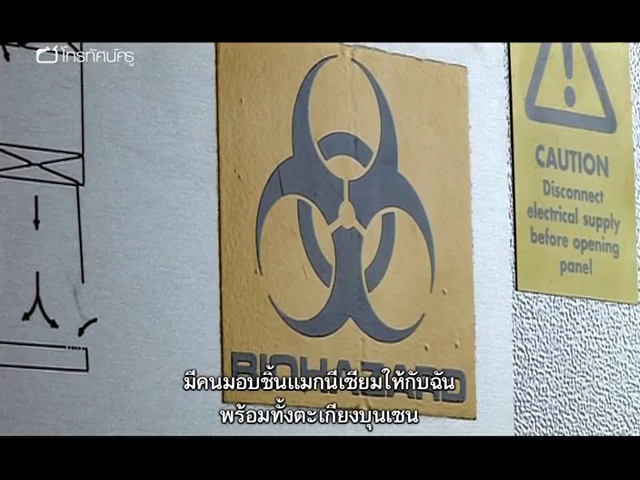 โทรทัศน์ครู
BIOHAZARD
CAUTION
Disconnect
electrical supply
before opening
panel
มีคนมอบชิ้นแมกนีเซียมให้กับฉัน
พร้อมทั้งตะเกียงบุนเซน